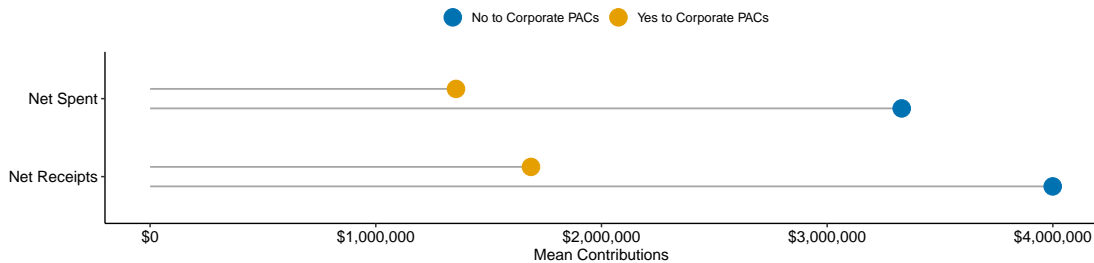 No to Corporate PACs Yes to Corporate PACs
Net Spent
Net Receipts
$0 $1,000,000 $2,000,000 $3,000,000 $4,000,000
Mean Contributions